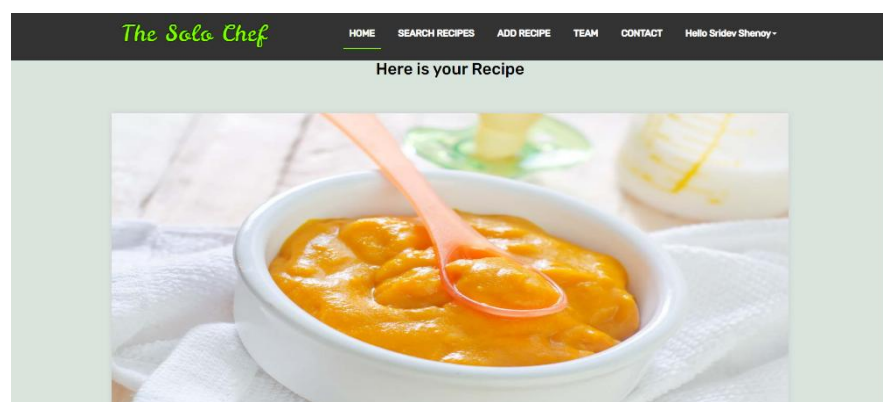 The Solo Chef
HOME SEARCH RECIPES ADD RECIPE TEAM CONTACT Hello Sridev Shenoy
Here is your Recipe